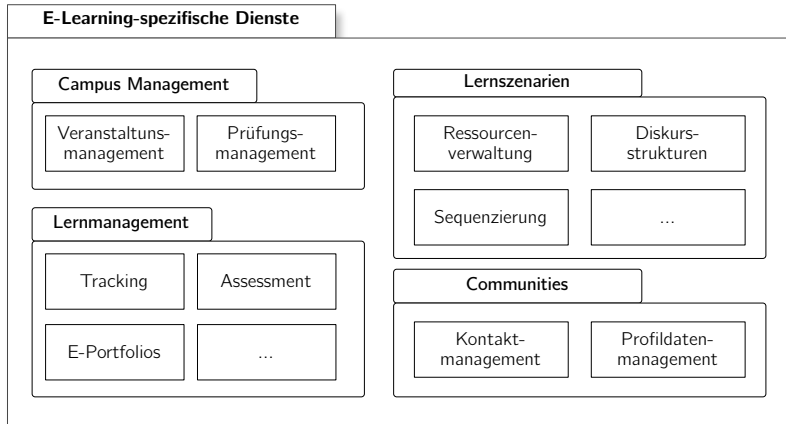 E-Learning-spezifische Dienste
Campus Management
Veranstaltuns-
management
Prüfungs-
management
Lernmanagement
Tracking
Assessment
E-Portfolios
...
Lernszenarien
Ressourcen-
verwaltung
Diskurs-
strukturen
Sequenzierung
...
Communities
Kontakt-
management
Profildaten-
management